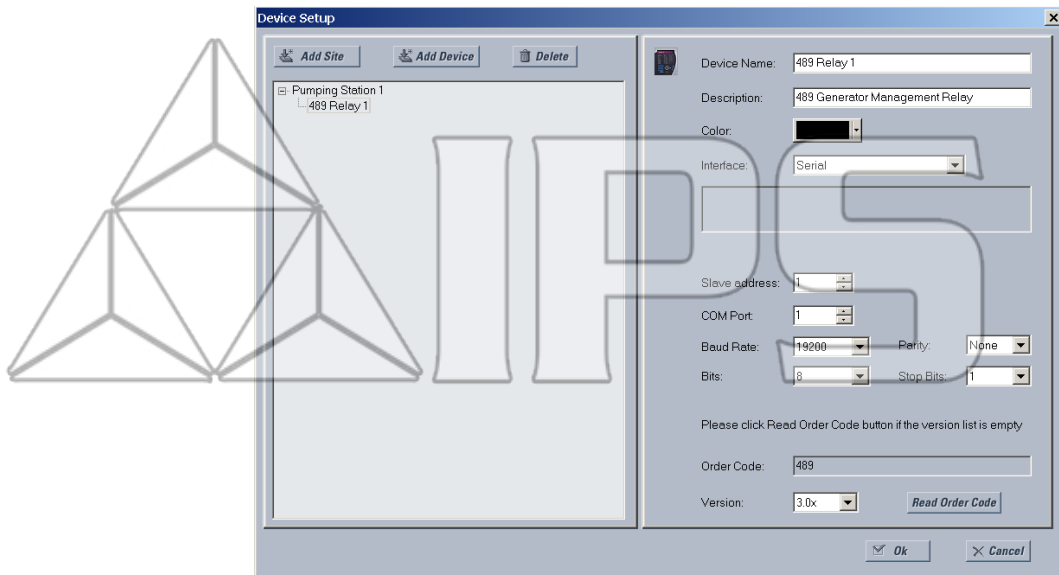 Device Setup
Add Site Add Device Delete
Pumping Station 1
489 Relay 1
Device Name: 489 Relay 1
Description: 489 Generator Management Relay
Color:
Interface: Serial
Slave address: 1
COM Port: 1
Baud Rate: 19200 Parity: None
Bits: 8 Stop Bits: 1
Please click Read Order Code button if the version list is empty
Order Code: 489
Version: 3.0x Read Order Code
Ok Cancel
IPS